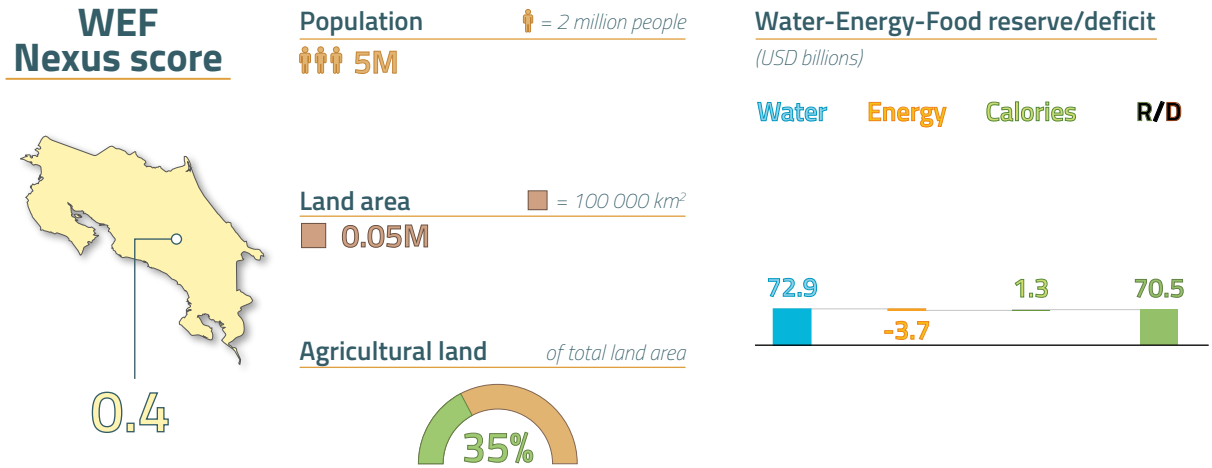 WEF
Nexus score
0.4
Population
= 2 million people
5M
Land area
= 100 000 km²
0.05M
Agricultural land
of total land area
35%
Water-Energy-Food reserve/deficit
(USD billions)
Water Energy Calories R/D
72.9 -3.7 1.3 70.5